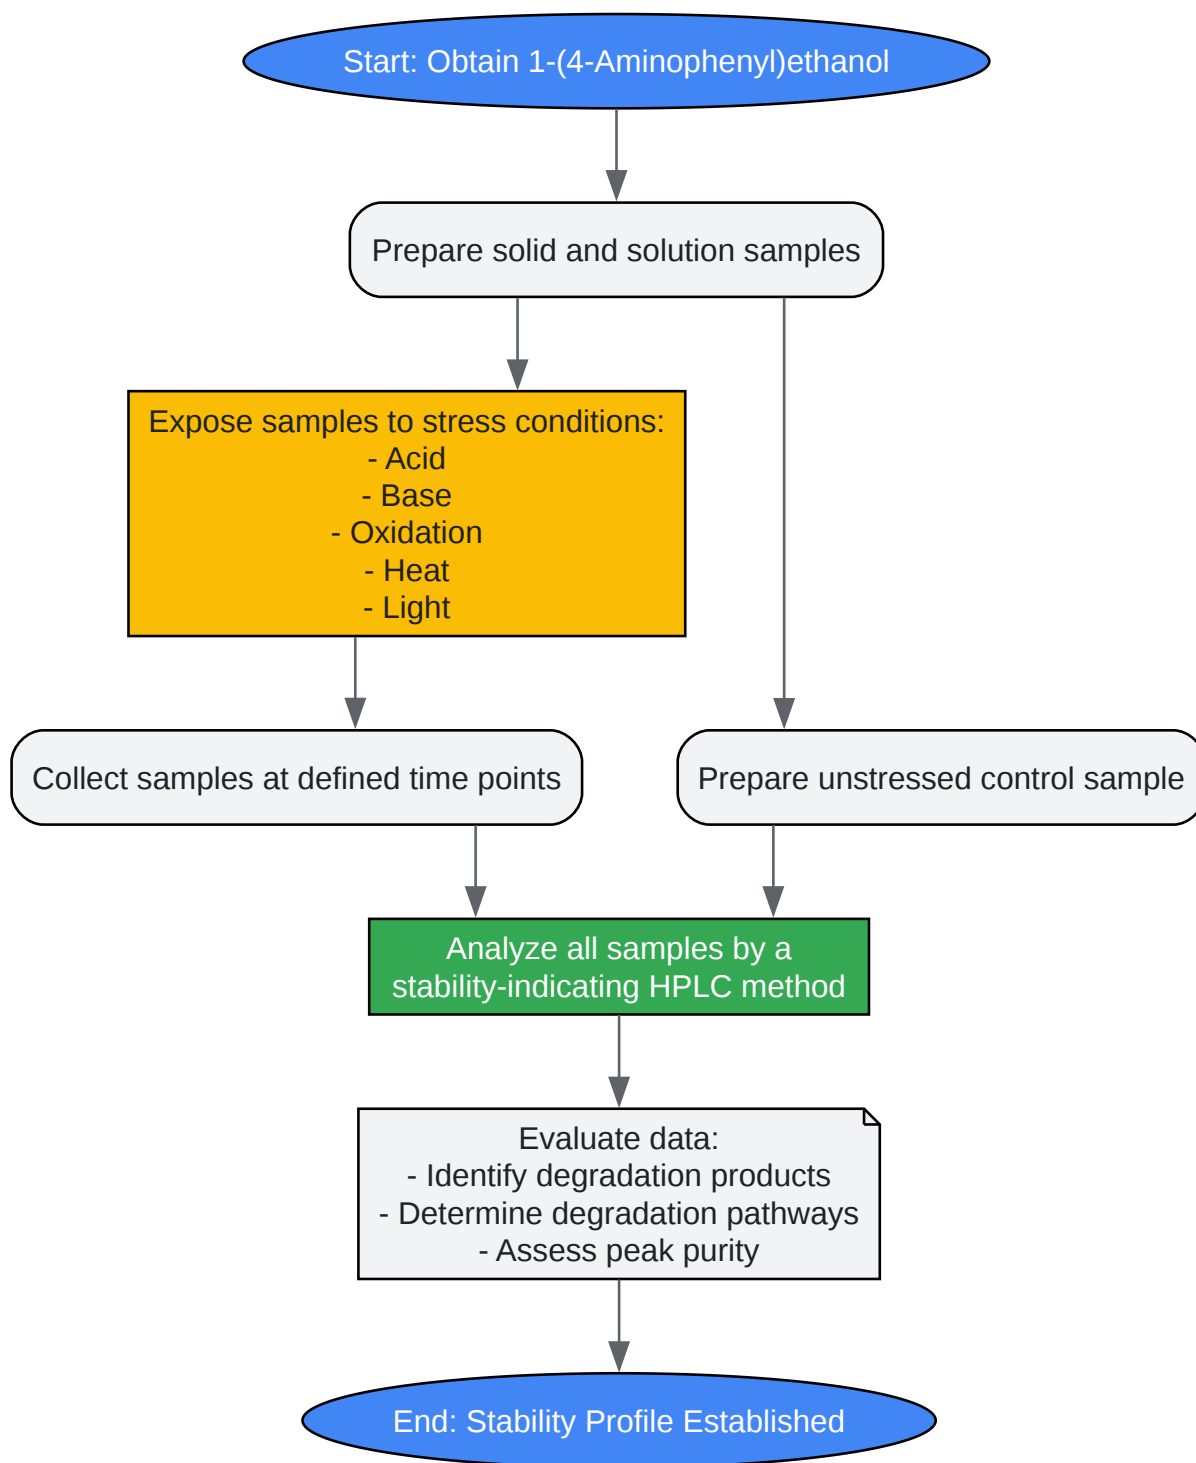 Start: Obtain 1-(4-Aminophenyl)ethanol
Prepare solid and solution samples
Expose samples to stress conditions:
- Acid
- Base
- Oxidation
- Heat
- Light
Collect samples at defined time points
Prepare unstressed control sample
Analyze all samples by a
stability-indicating HPLC method
Evaluate data:
- Identify degradation products
- Determine degradation pathways
- Assess peak purity
End: Stability Profile Established